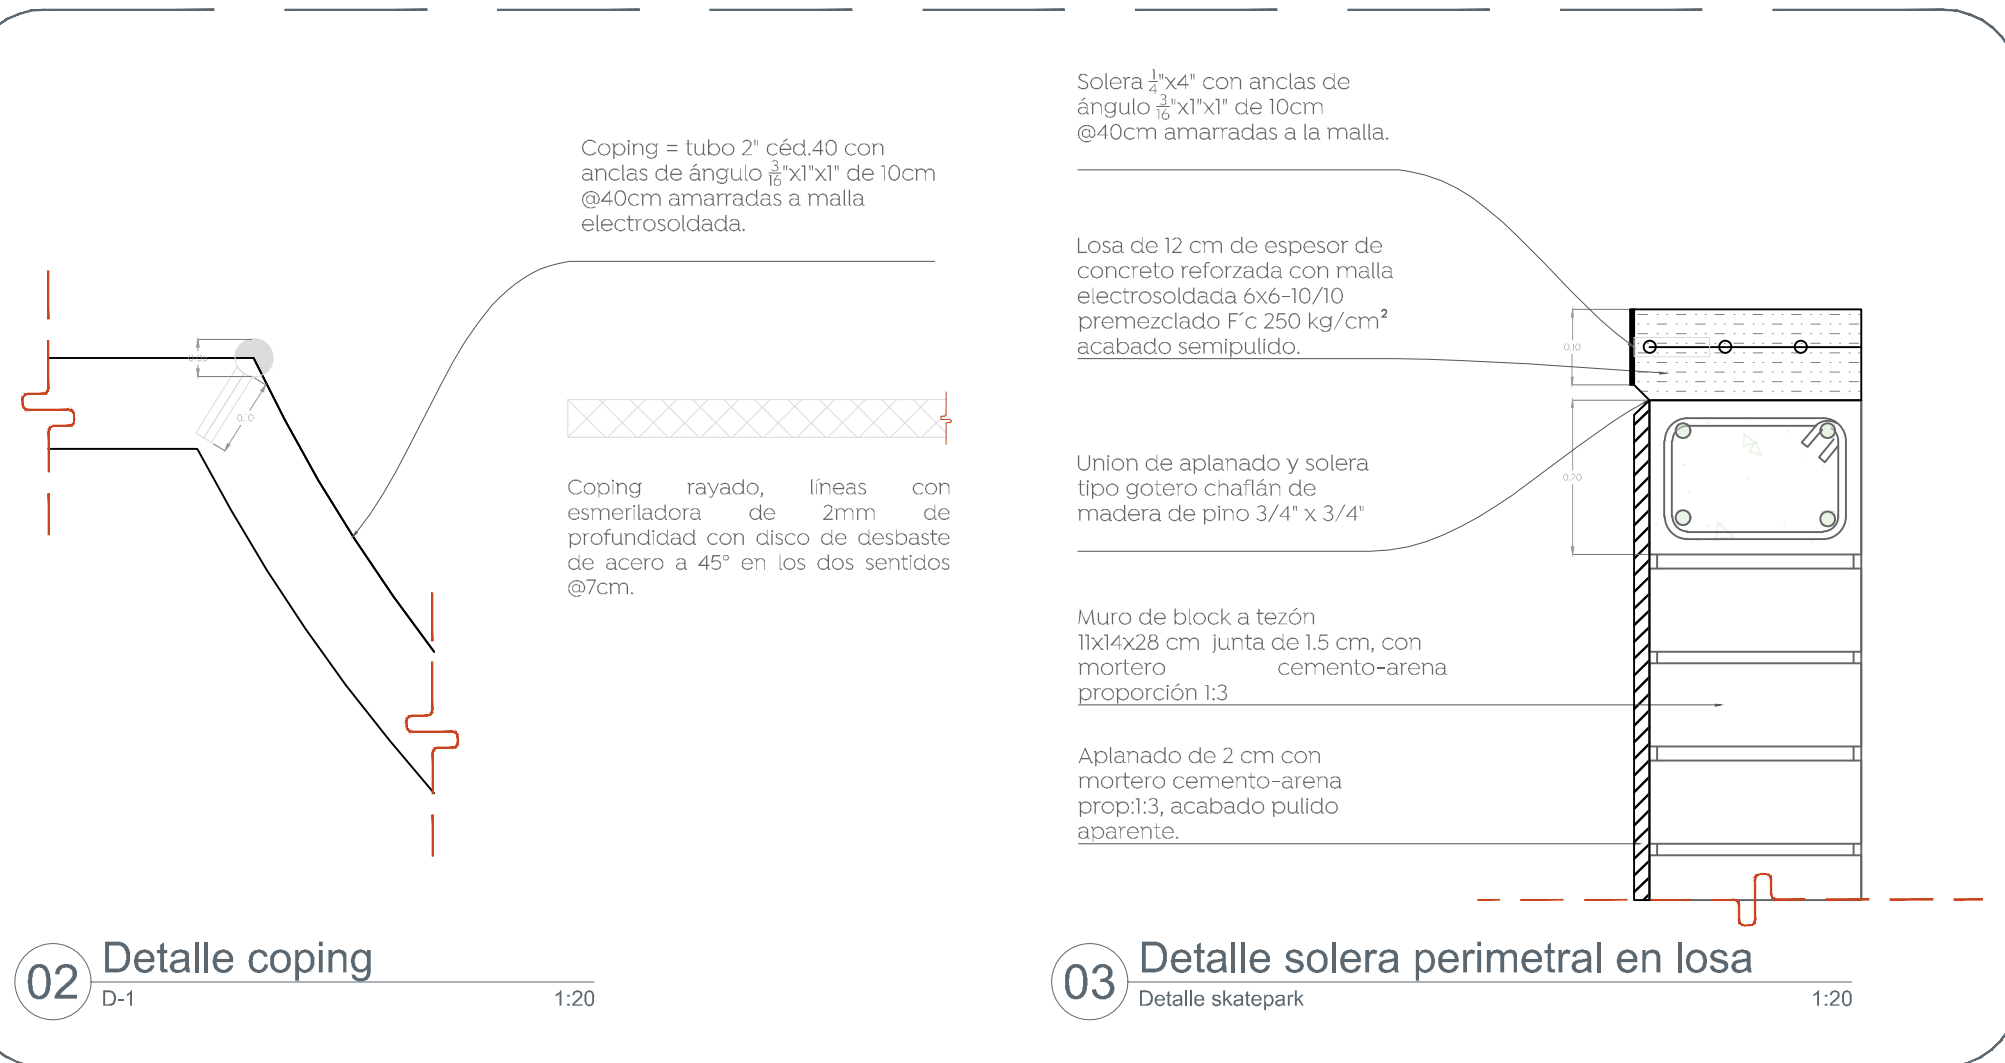 Coping = tubo 2" céd.40 con
anclas de ángulo 3/16"x1"x1" de 10cm
@40cm amarradas a malla
electrosoldada.
0.10
Coping rayado, líneas con
esmeriladora de 2mm de
profundidad con disco de desbaste
de acero a 45° en los dos sentidos
@7cm.
02
Detalle coping
D-1
1:20
Solera 1/4"x4" con anclas de
ángulo 3/16"x1"x1" de 10cm
@40cm amarradas a la malla.
Losa de 12 cm de espesor de
concreto reforzada con malla
electrosoldada 6x6-10/10
premezclado F´c 250 kg/cm²
acabado semipulido.
Union de aplanado y solera
tipo gotero chaflán de
madera de pino 3/4" x 3/4"
Muro de block a tezón
11x14x28 cm junta de 1.5 cm, con
mortero cemento-arena
proporción 1:3
Aplanado de 2 cm con
mortero cemento-arena
prop:1:3, acabado pulido
aparente.
0.10
0.20
03
Detalle solera perimetral en losa
Detalle skatepark
1:20